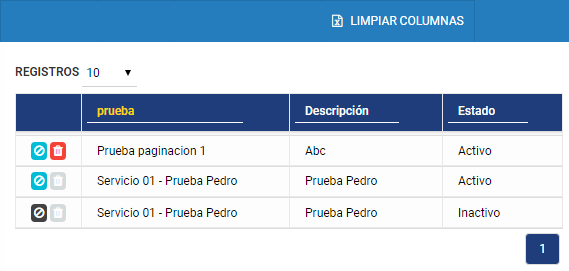 LIMPIAR COLUMNAS
REGISTROS 10
prueba Descripción Estado
Prueba paginacion 1 Abc Activo
Servicio 01 - Prueba Pedro Prueba Pedro Activo
Servicio 01 - Prueba Pedro Prueba Pedro Inactivo
1